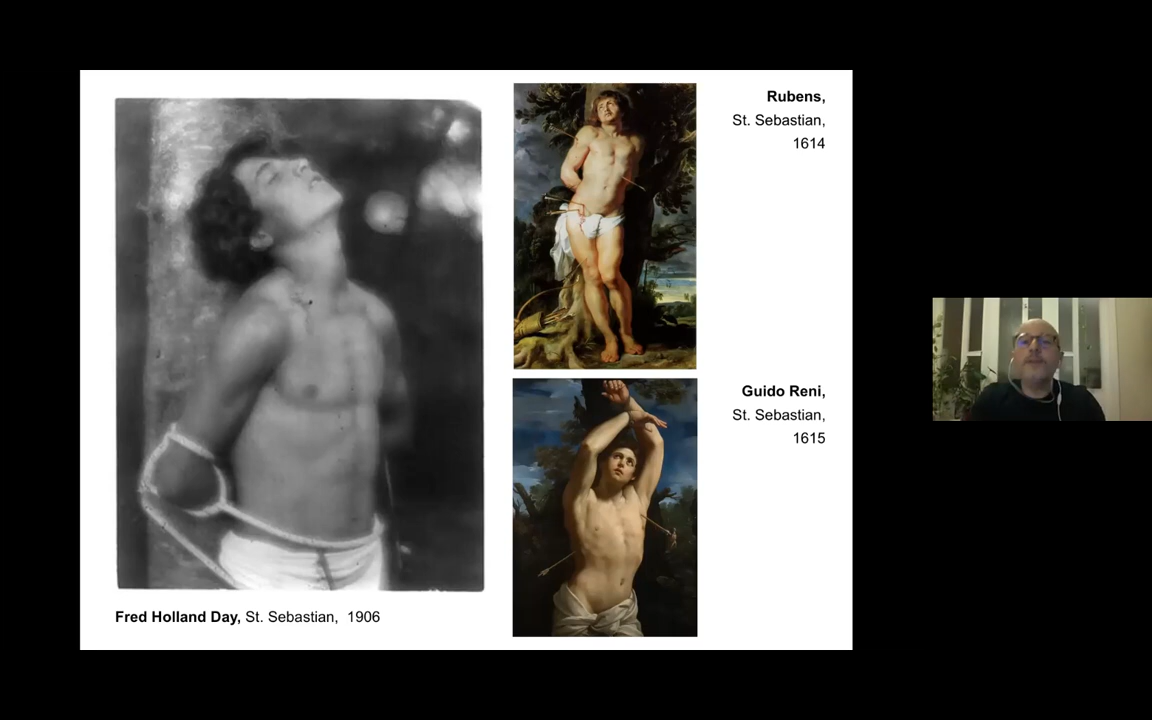 Rubens,
St. Sebastian,
1614
Guido Reni,
St. Sebastian,
1615
Fred Holland Day, St. Sebastian, 1906